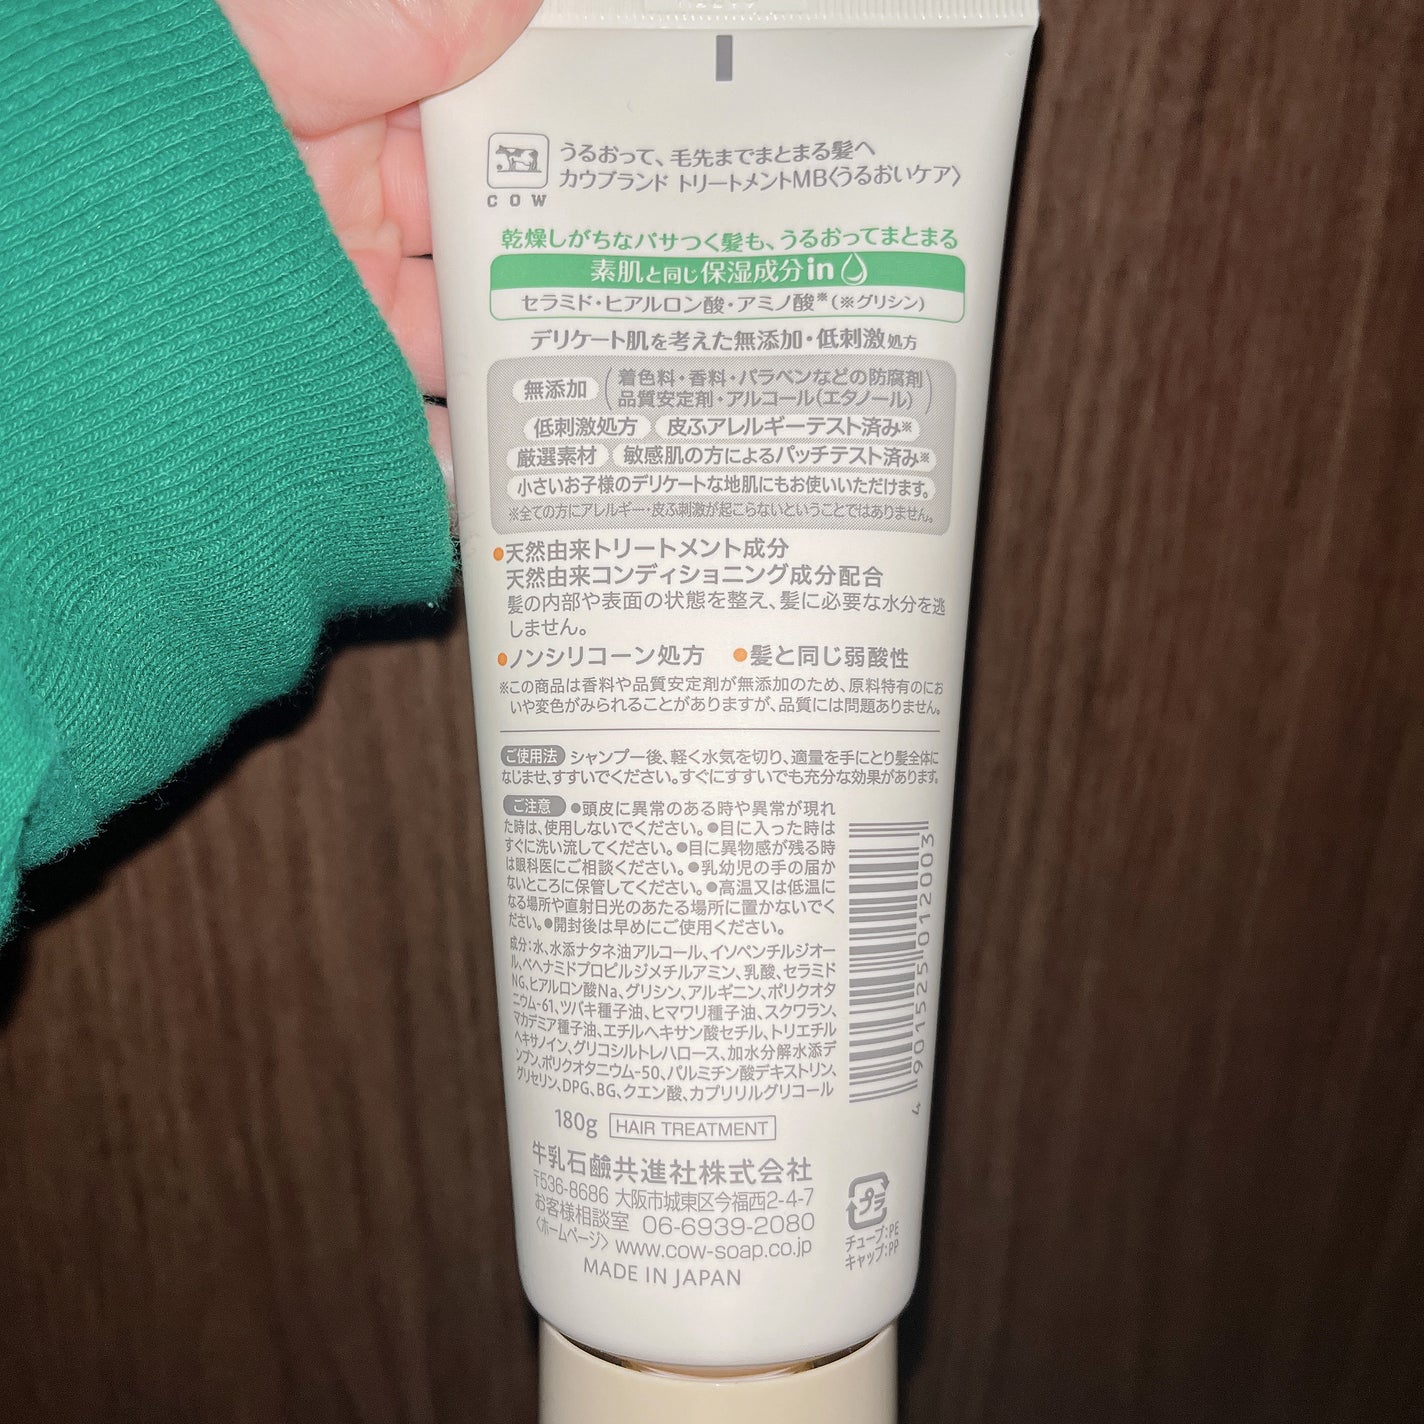 COW
うるおって、毛先までまとまる髪へ
カウブランド トリートメントMB〈うるおいケア〉
乾燥しがちなパサつく髪も、うるおってまとまる
素肌と同じ保湿成分in
セラミド・ヒアルロン酸・アミノ酸※(※グリシン)
デリケート肌を考えた無添加・低刺激処方
無添加(着色料・香料・パラベンなどの防腐剤
品質安定剤・アルコール(エタノール))
低刺激処方 皮ふアレルギーテスト済み※
厳選素材 敏感肌の方によるパッチテスト済み※
小さいお子様のデリケートな地肌にもお使いいただけます。
※全ての方にアレルギー・皮ふ刺激が起こらないということではありません。
●天然由来トリートメント成分
天然由来コンディショニング成分配合
髪の内部や表面の状態を整え、髪に必要な水分を逃
しません。
●ノンシリコーン処方 ●髪と同じ弱酸性
※この商品は香料や品質安定剤が無添加のため、原料特有のにお
いや変色がみられることがありますが、品質には問題ありません。
ご使用法 シャンプー後、軽く水気を切り、適量を手にとり髪全体に
なじませ、すすいでください。すぐにすすいでも充分な効果があります。
ご注意 ●頭皮に異常のある時や異常が現れ
た時は、使用しないでください。●目に入った時は
すぐに洗い流してください。●目に異物感が残る時
は眼科医にご相談ください。●乳幼児の手の届か
ないところに保管してください。●高温又は低温に
なる場所や直射日光のあたる場所に置かないでく
ださい。●開封後は早めにご使用ください。
成分:水、水添ナタネ油アルコール、イソペンチルジオー
ル、ベヘナミドプロピルジメチルアミン、乳酸、セラミド
NG、ヒアルロン酸Na、グリシン、アルギニン、ポリクオタ
ニウム-61、ツバキ種子油、ヒマワリ種子油、スクワラン、
マカデミア種子油、エチルヘキサン酸セチル、トリエチル
ヘキサノイン、グリコシルトレハロース、加水分解水添デ
ンプン、ポリクオタニウム-50、パルミチン酸デキストリン、
グリセリン、DPG、BG、クエン酸、カプリリルグリコール
4 901525 012003
180g HAIR TREATMENT
牛乳石鹼共進社株式会社
〒536-8686 大阪市城東区今福西2-4-7
お客様相談室 06-6939-2080
〈ホームページ〉 www.cow-soap.co.jp
MADE IN JAPAN
プラ
チューブ:PE
キャップ:PP